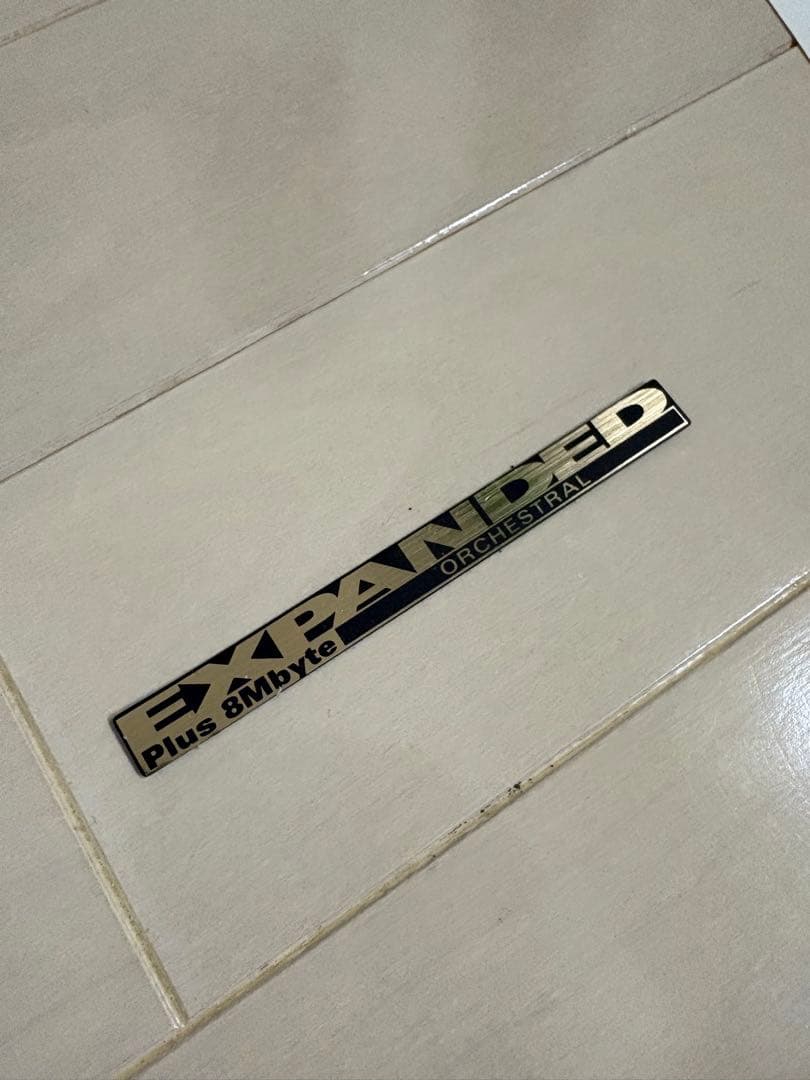 EXPANDED
ORCHESTRAL
Plus 8Mbyte